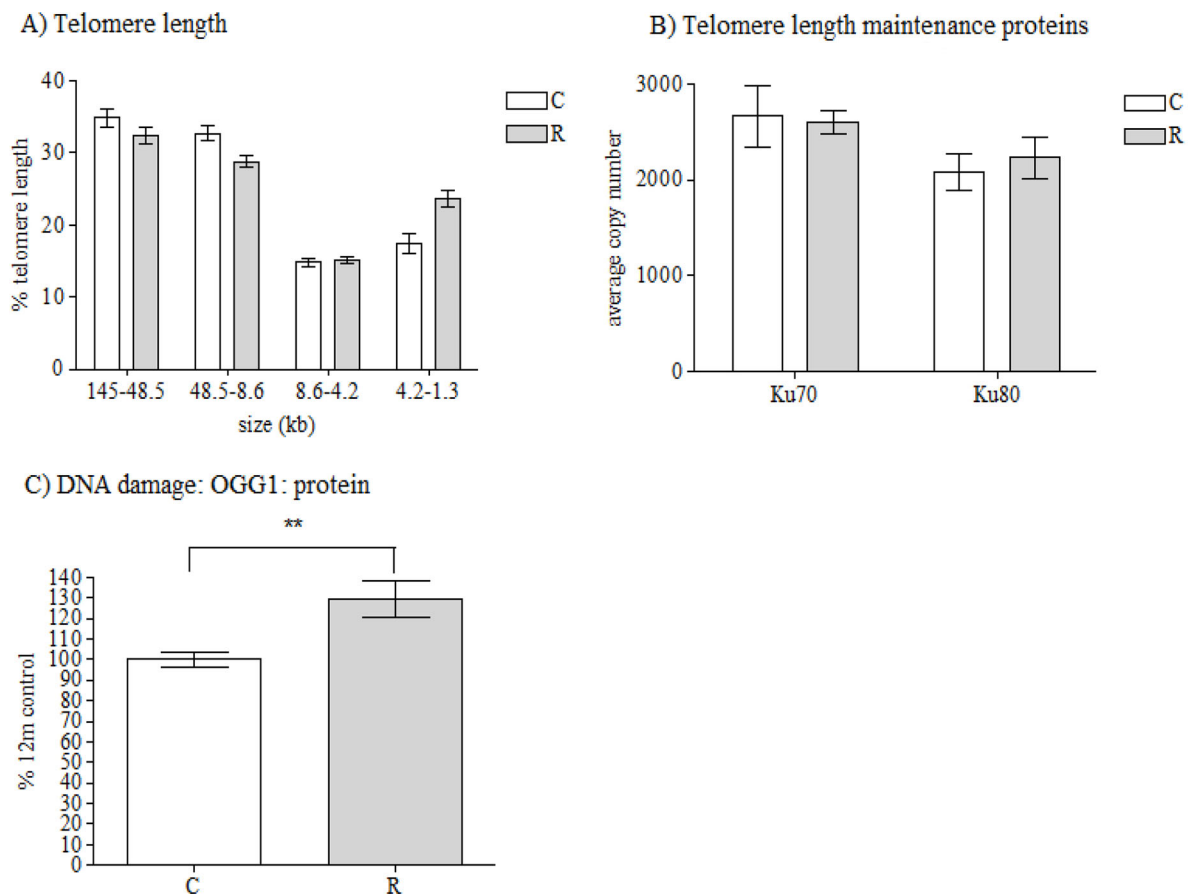 A) Telomere length
40
30
20
10
0
% telomere length
145-48.5 48.5-8.6 8.6-4.2 4.2-1.3
size (kb)
C
R
B) Telomere length maintenance proteins
3000
2000
1000
0
average copy number
Ku70 Ku80
C
R
C) DNA damage: OGG1: protein
**
140
130
120
110
100
90
80
70
60
50
40
30
20
10
0
% 12m control
C R